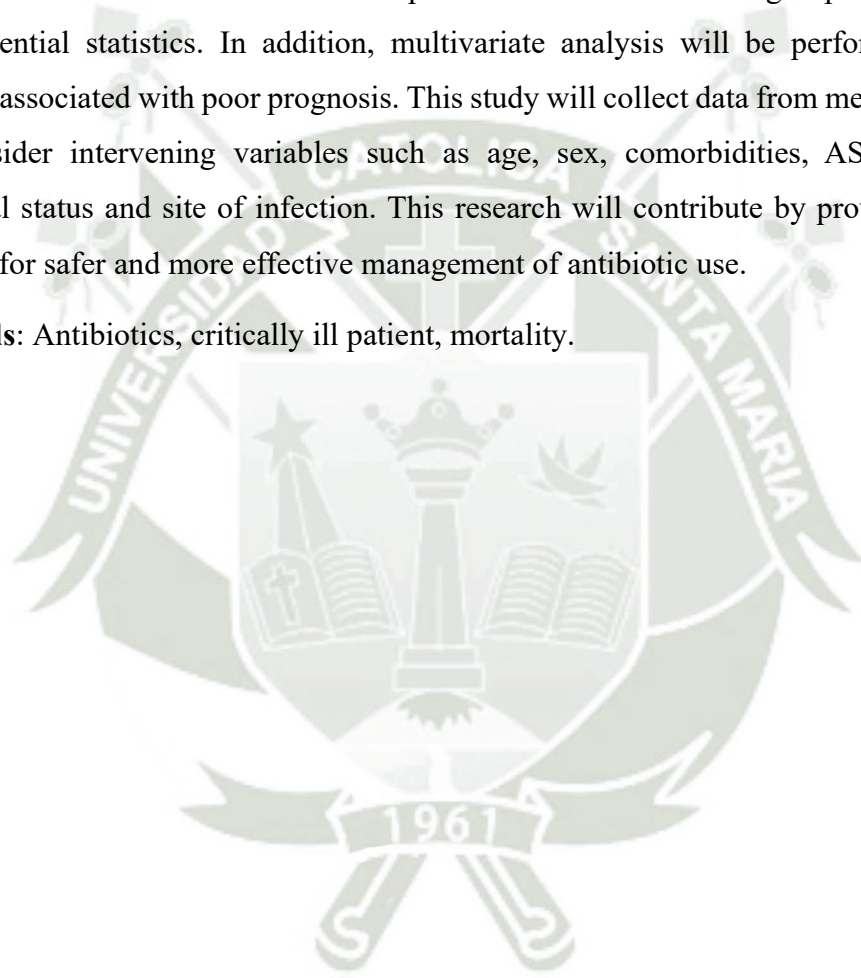 ential statistics. In addition, multivariate analysis will be perfo
associated with poor prognosis. This study will collect data from me
sider intervening variables such as age, sex, comorbidities, AS
l status and site of infection. This research will contribute by prov
for safer and more effective management of antibiotic use.
ls: Antibiotics, critically ill patient, mortality.
UNIVERSIDAD CATOLICA SANTA MARIA
1961